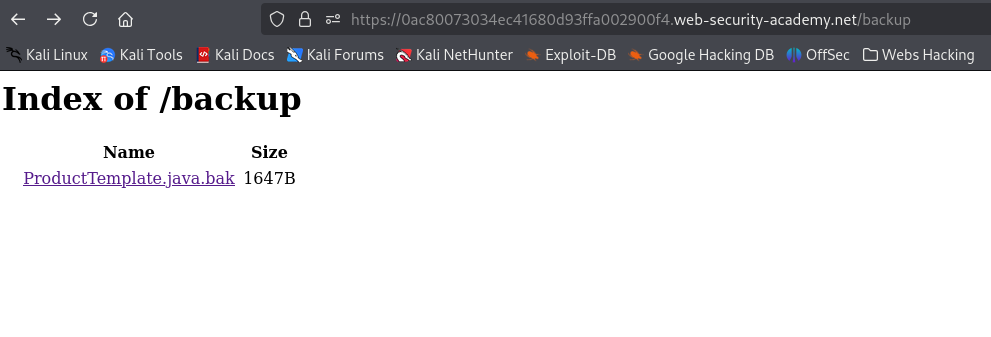 https://0ac80073034ec41680d93ffa002900f4.web-security-academy.net/backup
Kali Linux Kali Tools Kali Docs Kali Forums Kali NetHunter Exploit-DB Google Hacking DB OffSec Webs Hacking
Index of /backup
Name Size
ProductTemplate.java.bak 1647B